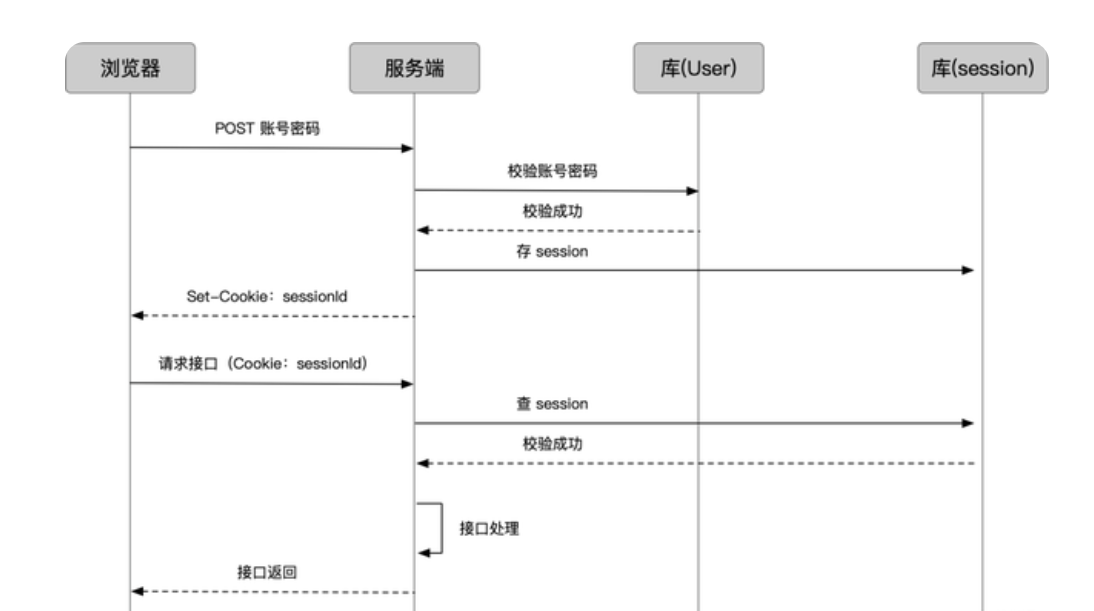 浏览器
服务端
库(User)
库(session)
POST 账号密码
校验账号密码
校验成功
存 session
Set-Cookie：sessionId
请求接口（Cookie：sessionId）
查 session
校验成功
接口处理
接口返回